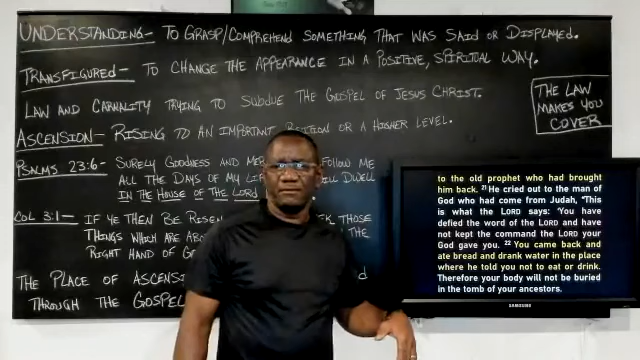 UNDERSTANDING- TO GRASP/COMPREHEND SOMETHING THAT WAS SAID OR DISPLAYED.
TRANSFIGURED- TO CHANGE THE APPEARANCE IN A POSITIVE, SPIRITUAL WAY.
LAW AND CARNALITY TRYING TO SUBDUE THE GOSPEL OF JESUS CHRIST.
ASCENSION- RISING TO AN IMPORTANT POSITION OR A HIGHER LEVEL.
THE LAW
MAKES YOU
COVER
PSALMS 23:6- SURELY GOODNESS AND FOLLOW ME
ALL THE DAYS OF MY DWELL
IN THE HOUSE OF THE LORD
COL 3:1- IF YE THEN BE THOSE
THINGS WHICH ARE THE
RIGHT HAND OF
THE PLACE OF
THROUGH THE GOSPEL
to the old prophet who had brought
him back. 21 He cried out to the man of
God who had come from Judah, "This
is what the LORD says: 'You have
defied the word of the LORD and have
not kept the command the LORD your
God gave you. 22 You came back and
ate bread and drank water in the place
where he told you not to eat or drink.
Therefore your body will not be buried
in the tomb of your ancestors.
SAMSUNG